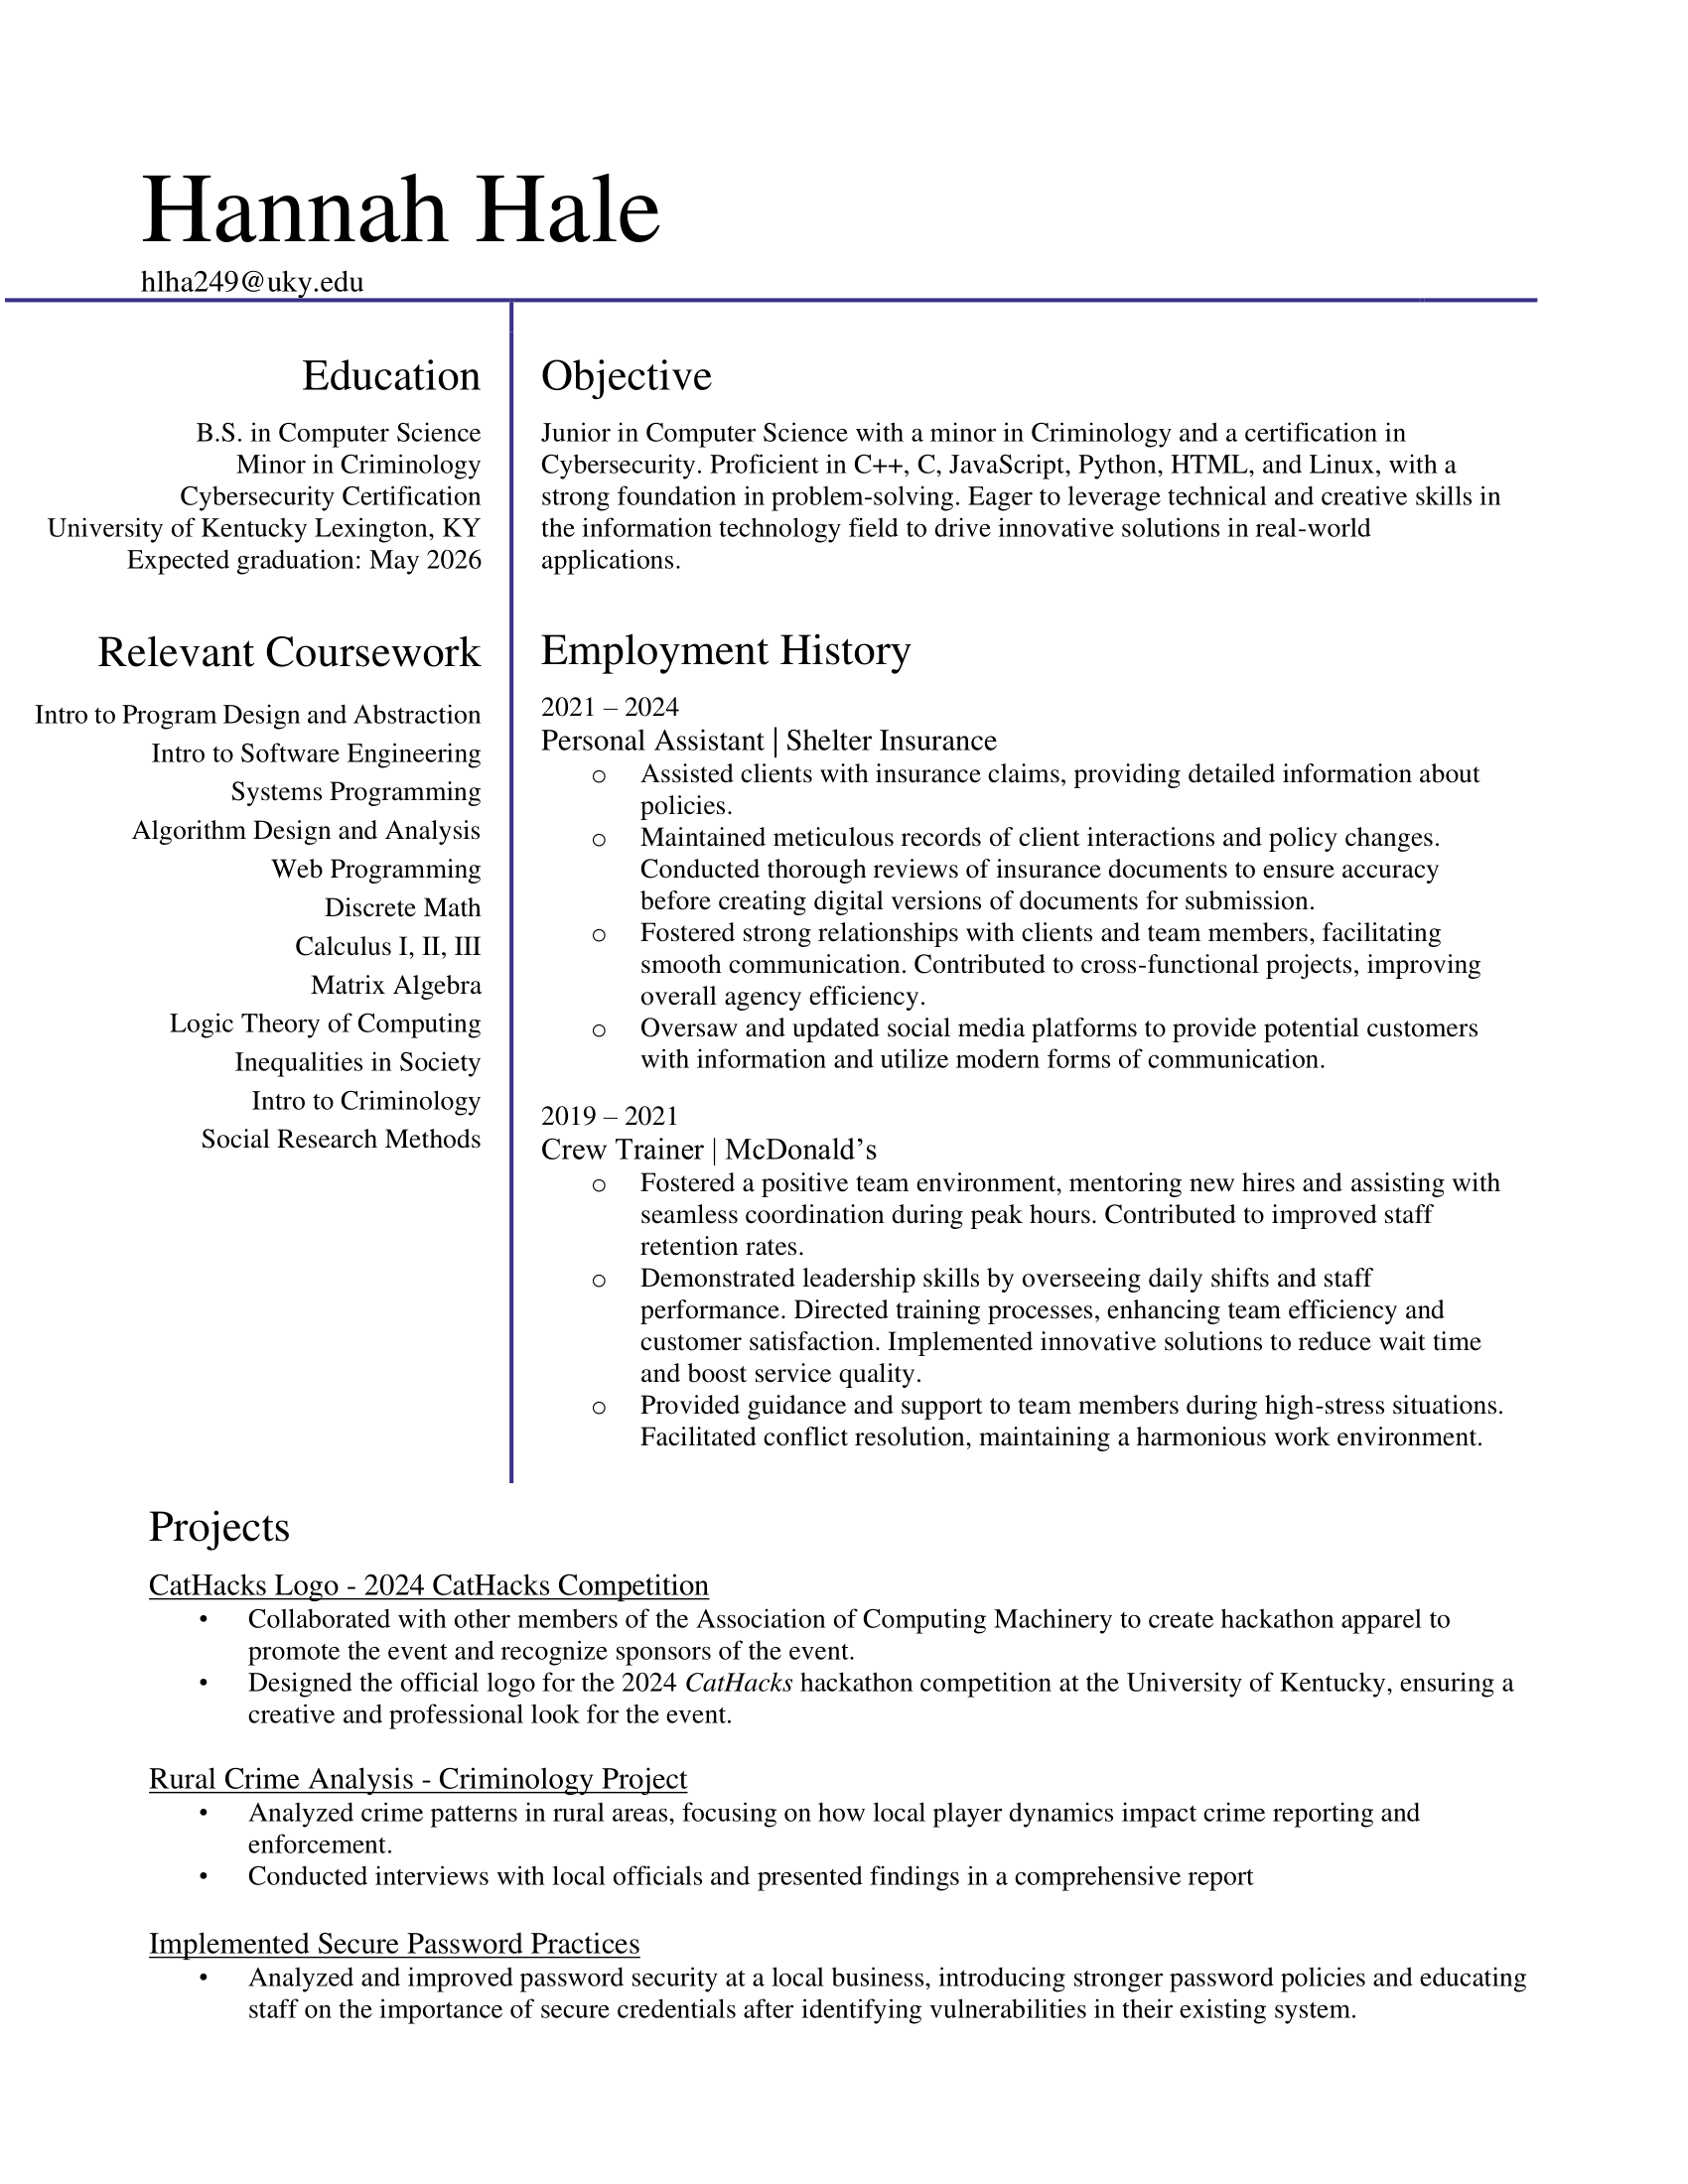 Hannah Hale
hlha249@uky.edu
Education
B.S. in Computer Science
Minor in Criminology
Cybersecurity Certification
University of Kentucky Lexington, KY
Expected graduation: May 2026
Relevant Coursework
Intro to Program Design and Abstraction
Intro to Software Engineering
Systems Programming
Algorithm Design and Analysis
Web Programming
Discrete Math
Calculus I, II, III
Matrix Algebra
Logic Theory of Computing
Inequalities in Society
Intro to Criminology
Social Research Methods
Objective
Junior in Computer Science with a minor in Criminology and a certification in
Cybersecurity. Proficient in C++, C, JavaScript, Python, HTML, and Linux, with a
strong foundation in problem-solving. Eager to leverage technical and creative skills in
the information technology field to drive innovative solutions in real-world
applications.
Employment History
2021 – 2024
Personal Assistant | Shelter Insurance
o Assisted clients with insurance claims, providing detailed information about
policies.
o Maintained meticulous records of client interactions and policy changes.
Conducted thorough reviews of insurance documents to ensure accuracy
before creating digital versions of documents for submission.
o Fostered strong relationships with clients and team members, facilitating
smooth communication. Contributed to cross-functional projects, improving
overall agency efficiency.
o Oversaw and updated social media platforms to provide potential customers
with information and utilize modern forms of communication.
2019 – 2021
Crew Trainer | McDonald’s
o Fostered a positive team environment, mentoring new hires and assisting with
seamless coordination during peak hours. Contributed to improved staff
retention rates.
o Demonstrated leadership skills by overseeing daily shifts and staff
performance. Directed training processes, enhancing team efficiency and
customer satisfaction. Implemented innovative solutions to reduce wait time
and boost service quality.
o Provided guidance and support to team members during high-stress situations.
Facilitated conflict resolution, maintaining a harmonious work environment.
Projects
CatHacks Logo - 2024 CatHacks Competition
• Collaborated with other members of the Association of Computing Machinery to create hackathon apparel to
promote the event and recognize sponsors of the event.
• Designed the official logo for the 2024 CatHacks hackathon competition at the University of Kentucky, ensuring a
creative and professional look for the event.
Rural Crime Analysis - Criminology Project
• Analyzed crime patterns in rural areas, focusing on how local player dynamics impact crime reporting and
enforcement.
• Conducted interviews with local officials and presented findings in a comprehensive report
Implemented Secure Password Practices
• Analyzed and improved password security at a local business, introducing stronger password policies and educating
staff on the importance of secure credentials after identifying vulnerabilities in their existing system.